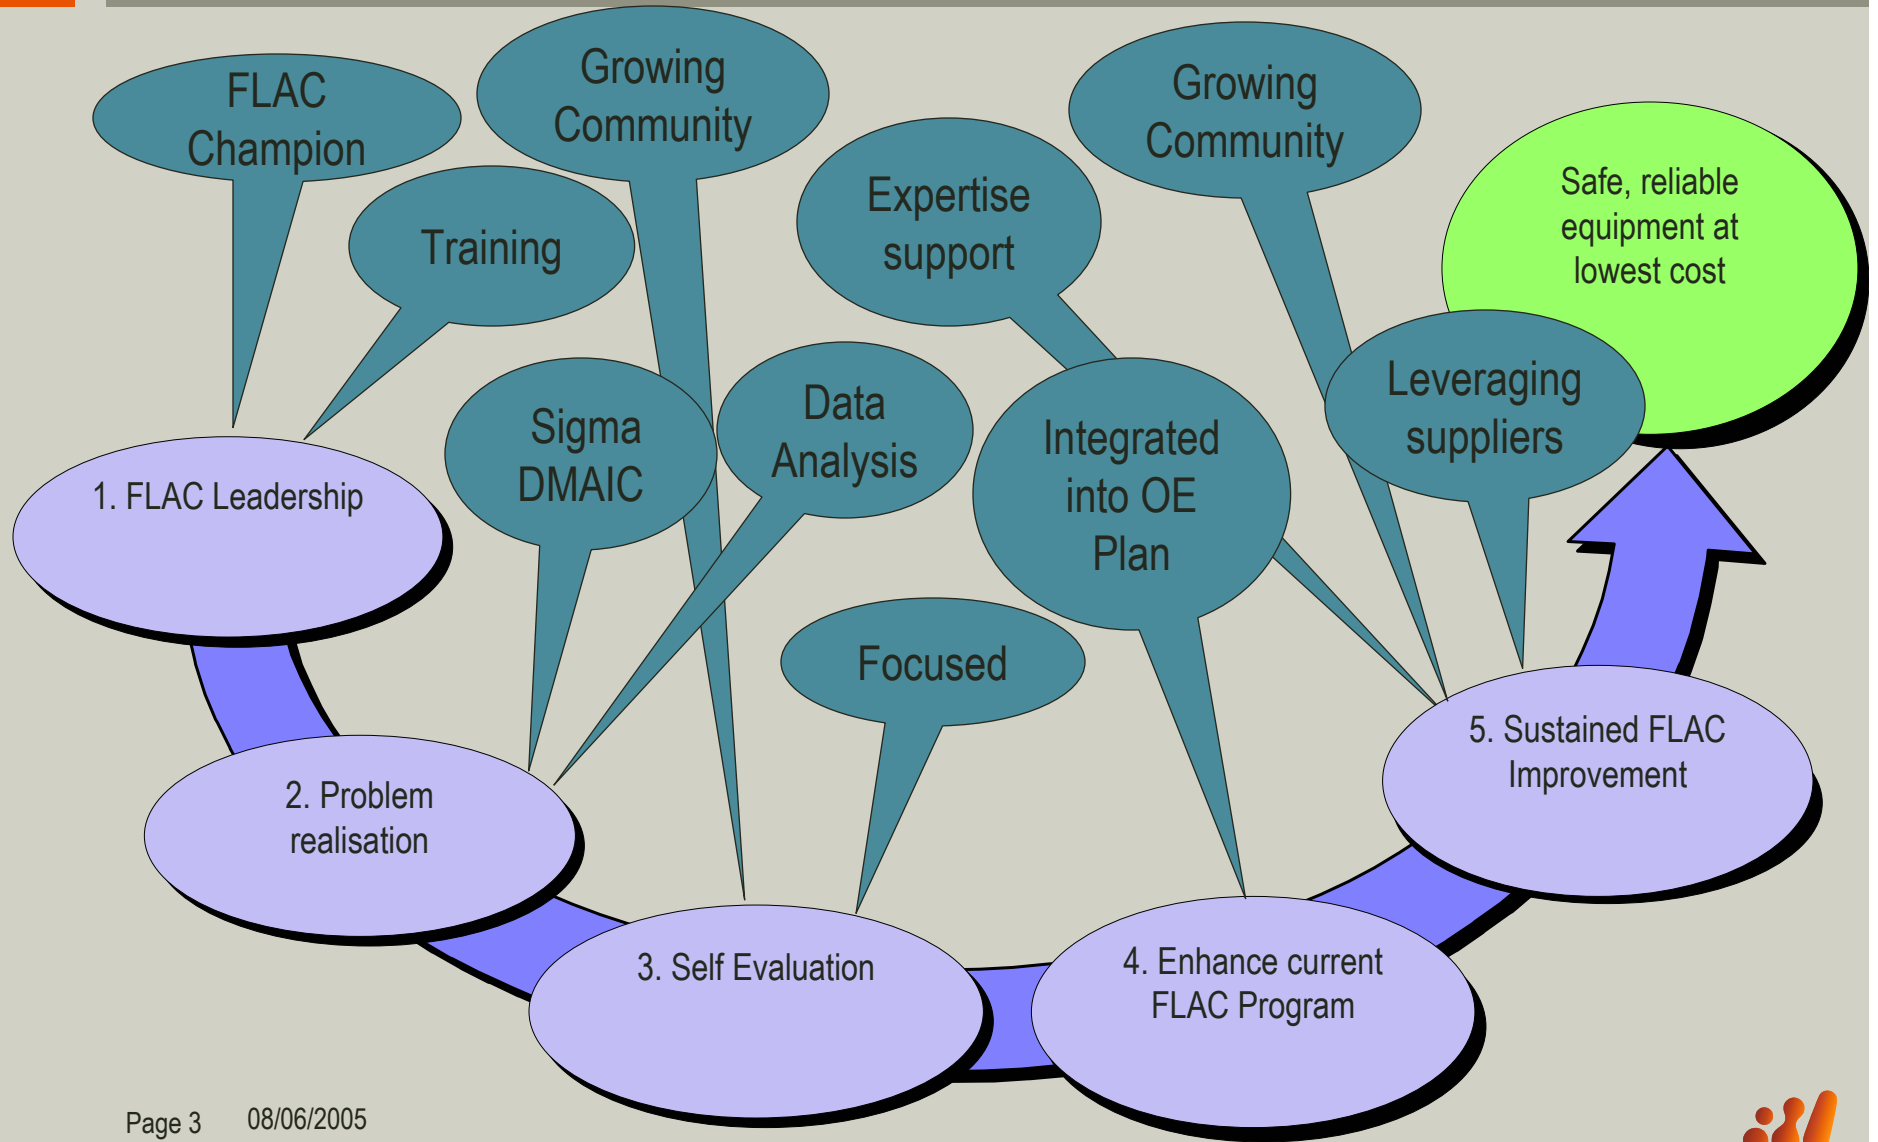 FLAC
Champion
Growing
Community
Training
Growing
Community
Expertise
support
Safe, reliable
equipment at
lowest cost
Sigma
DMAIC
Data
Analysis
Integrated
into OE
Plan
Leveraging
suppliers
Focused
1. FLAC Leadership
2. Problem
realisation
3. Self Evaluation
4. Enhance current
FLAC Program
5. Sustained FLAC
Improvement
Page 3 08/06/2005